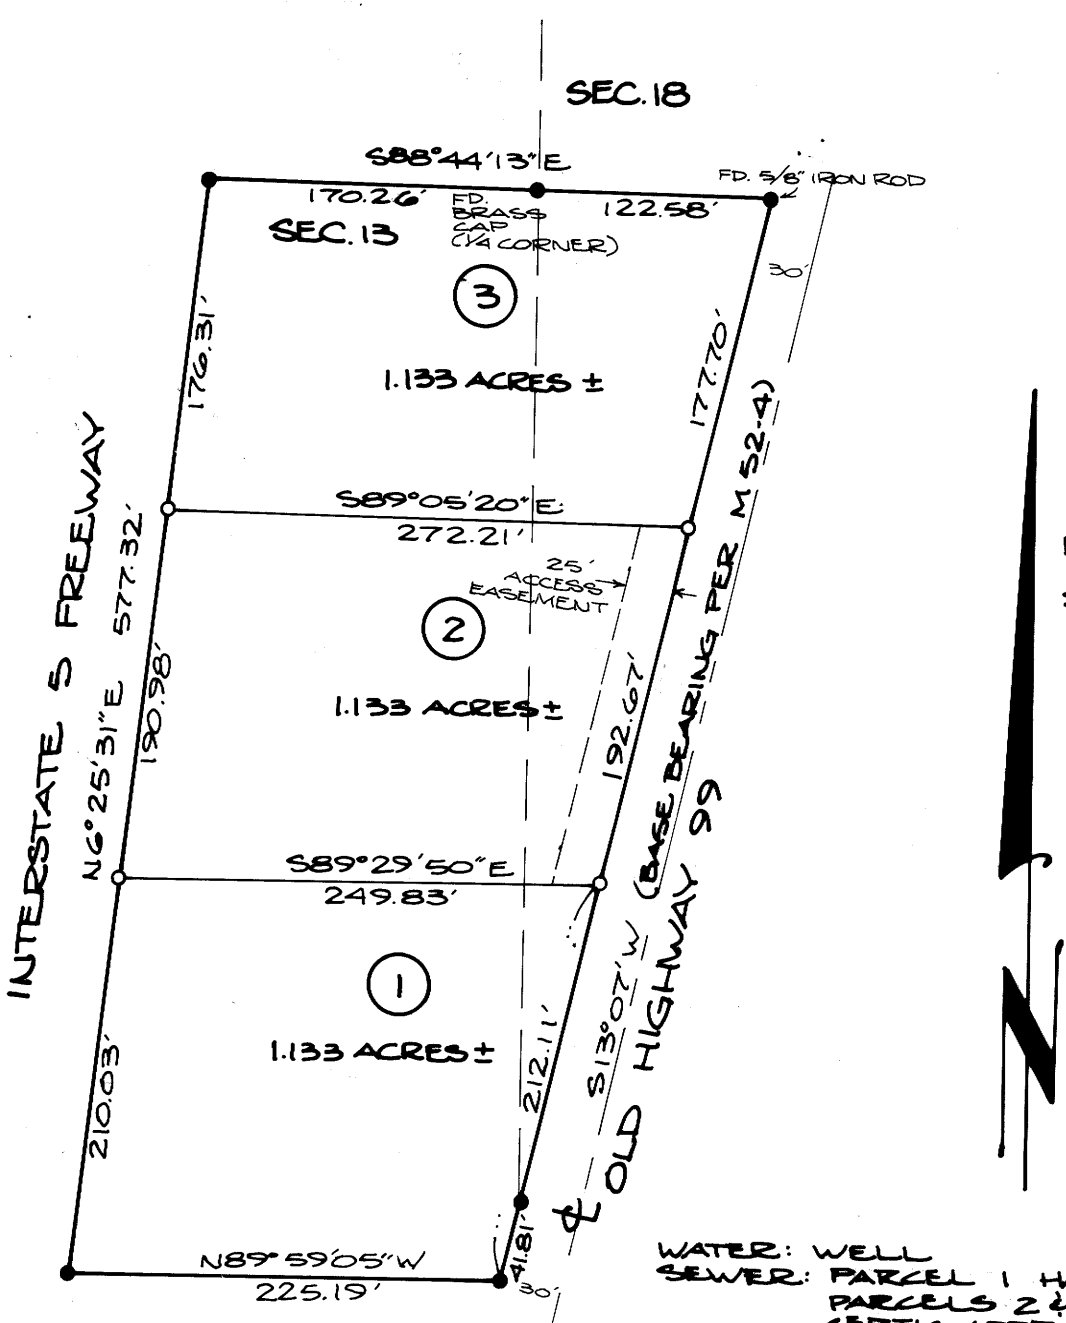 SEC. 18
S88°44'13"E
FD. 5/8" IRON ROD
170.26'
FD.
BRASS
CAP
(1/4 CORNER)
122.58'
SEC. 13
30'
3
176.31'
177.70'
1.133 ACRES ±
S89°05'20"E
272.21'
25'
ACCESS
EASEMENT
2
INTERSTATE 5 FREEWAY
N6°25'31"E 577.32'
190.98'
192.67'
1.133 ACRES ±
S89°29'50"E
249.83'
S13°07'W (BASE BEARING PER M 52-4)
℄ OLD HIGHWAY 99
1
1.133 ACRES ±
210.03'
212.11'
N
41.81'
N89°59'05"W
225.19'
30'
WATER: WELL
SEWER: PARCEL 1 H
PARCELS 2 &